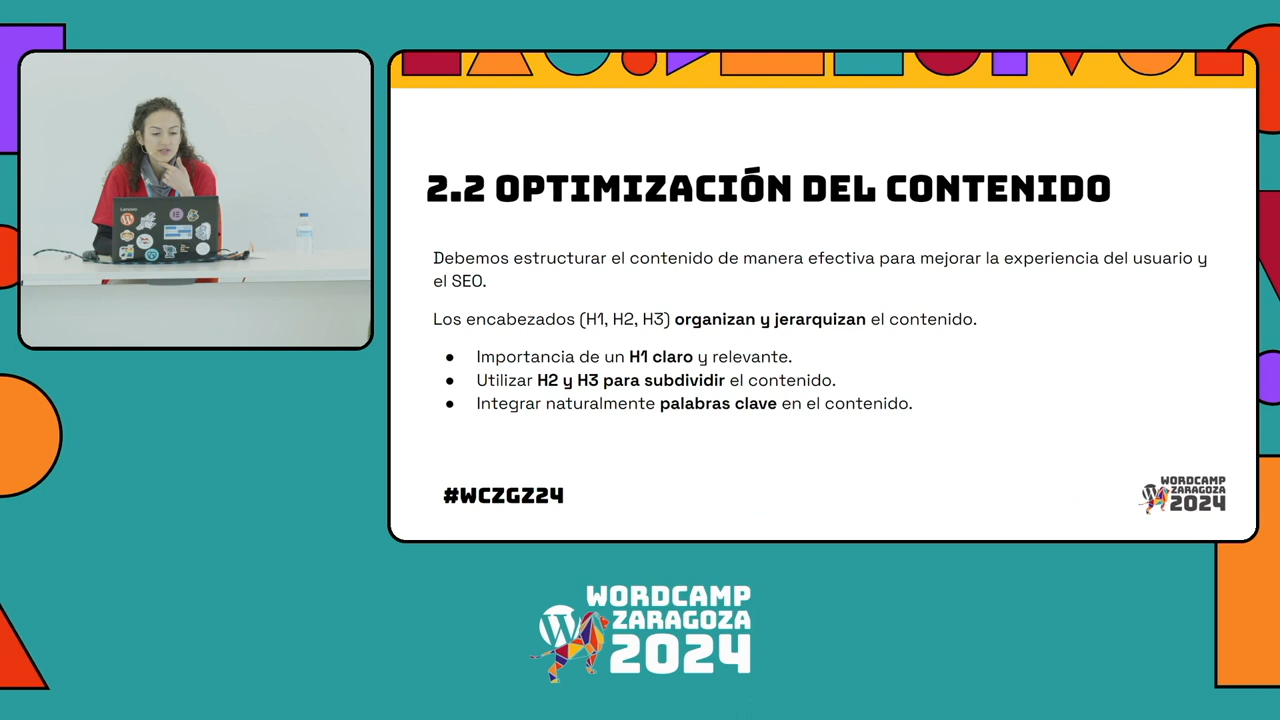 Lenovo
2.2 OPTIMIZACIÓN DEL CONTENIDO
Debemos estructurar el contenido de manera efectiva para mejorar la experiencia del usuario y
el SEO.
Los encabezados (H1, H2, H3) organizan y jerarquizan el contenido.
● Importancia de un H1 claro y relevante.
● Utilizar H2 y H3 para subdividir el contenido.
● Integrar naturalmente palabras clave en el contenido.
#WCZGZ24
WORDCAMP
ZARAGOZA
2024
WORDCAMP
ZARAGOZA
2024